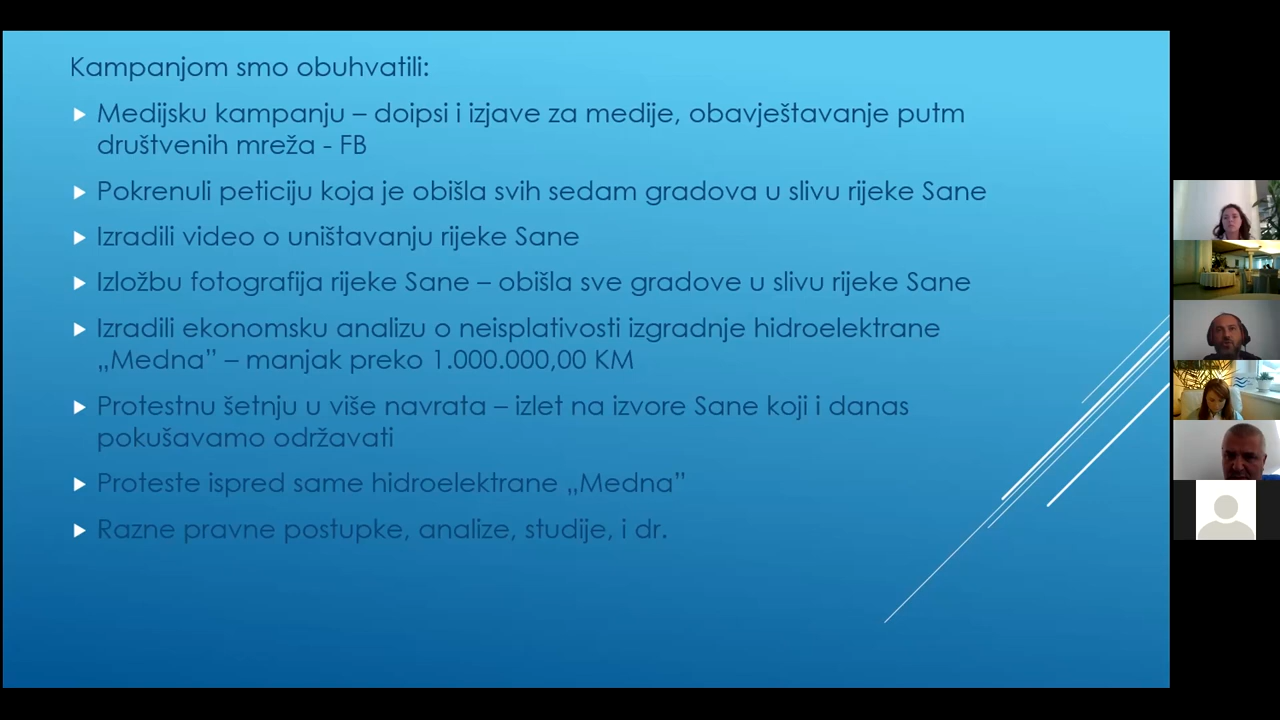 Kampanjom smo obuhvatili:
Medijsku kampanju – doipsi i izjave za medije, obavještavanje putm
društvenih mreža - FB
Pokrenuli peticiju koja je obišla svih sedam gradova u slivu rijeke Sane
Izradili video o uništavanju rijeke Sane
Izložbu fotografija rijeke Sane – obišla sve gradove u slivu rijeke Sane
Izradili ekonomsku analizu o neisplativosti izgradnje hidroelektrane
„Medna” – manjak preko 1.000.000,00 KM
Protestnu šetnju u više navrata – izlet na izvore Sane koji i danas
pokušavamo održavati
Proteste ispred same hidroelektrane „Medna”
Razne pravne postupke, analize, studije, i dr.